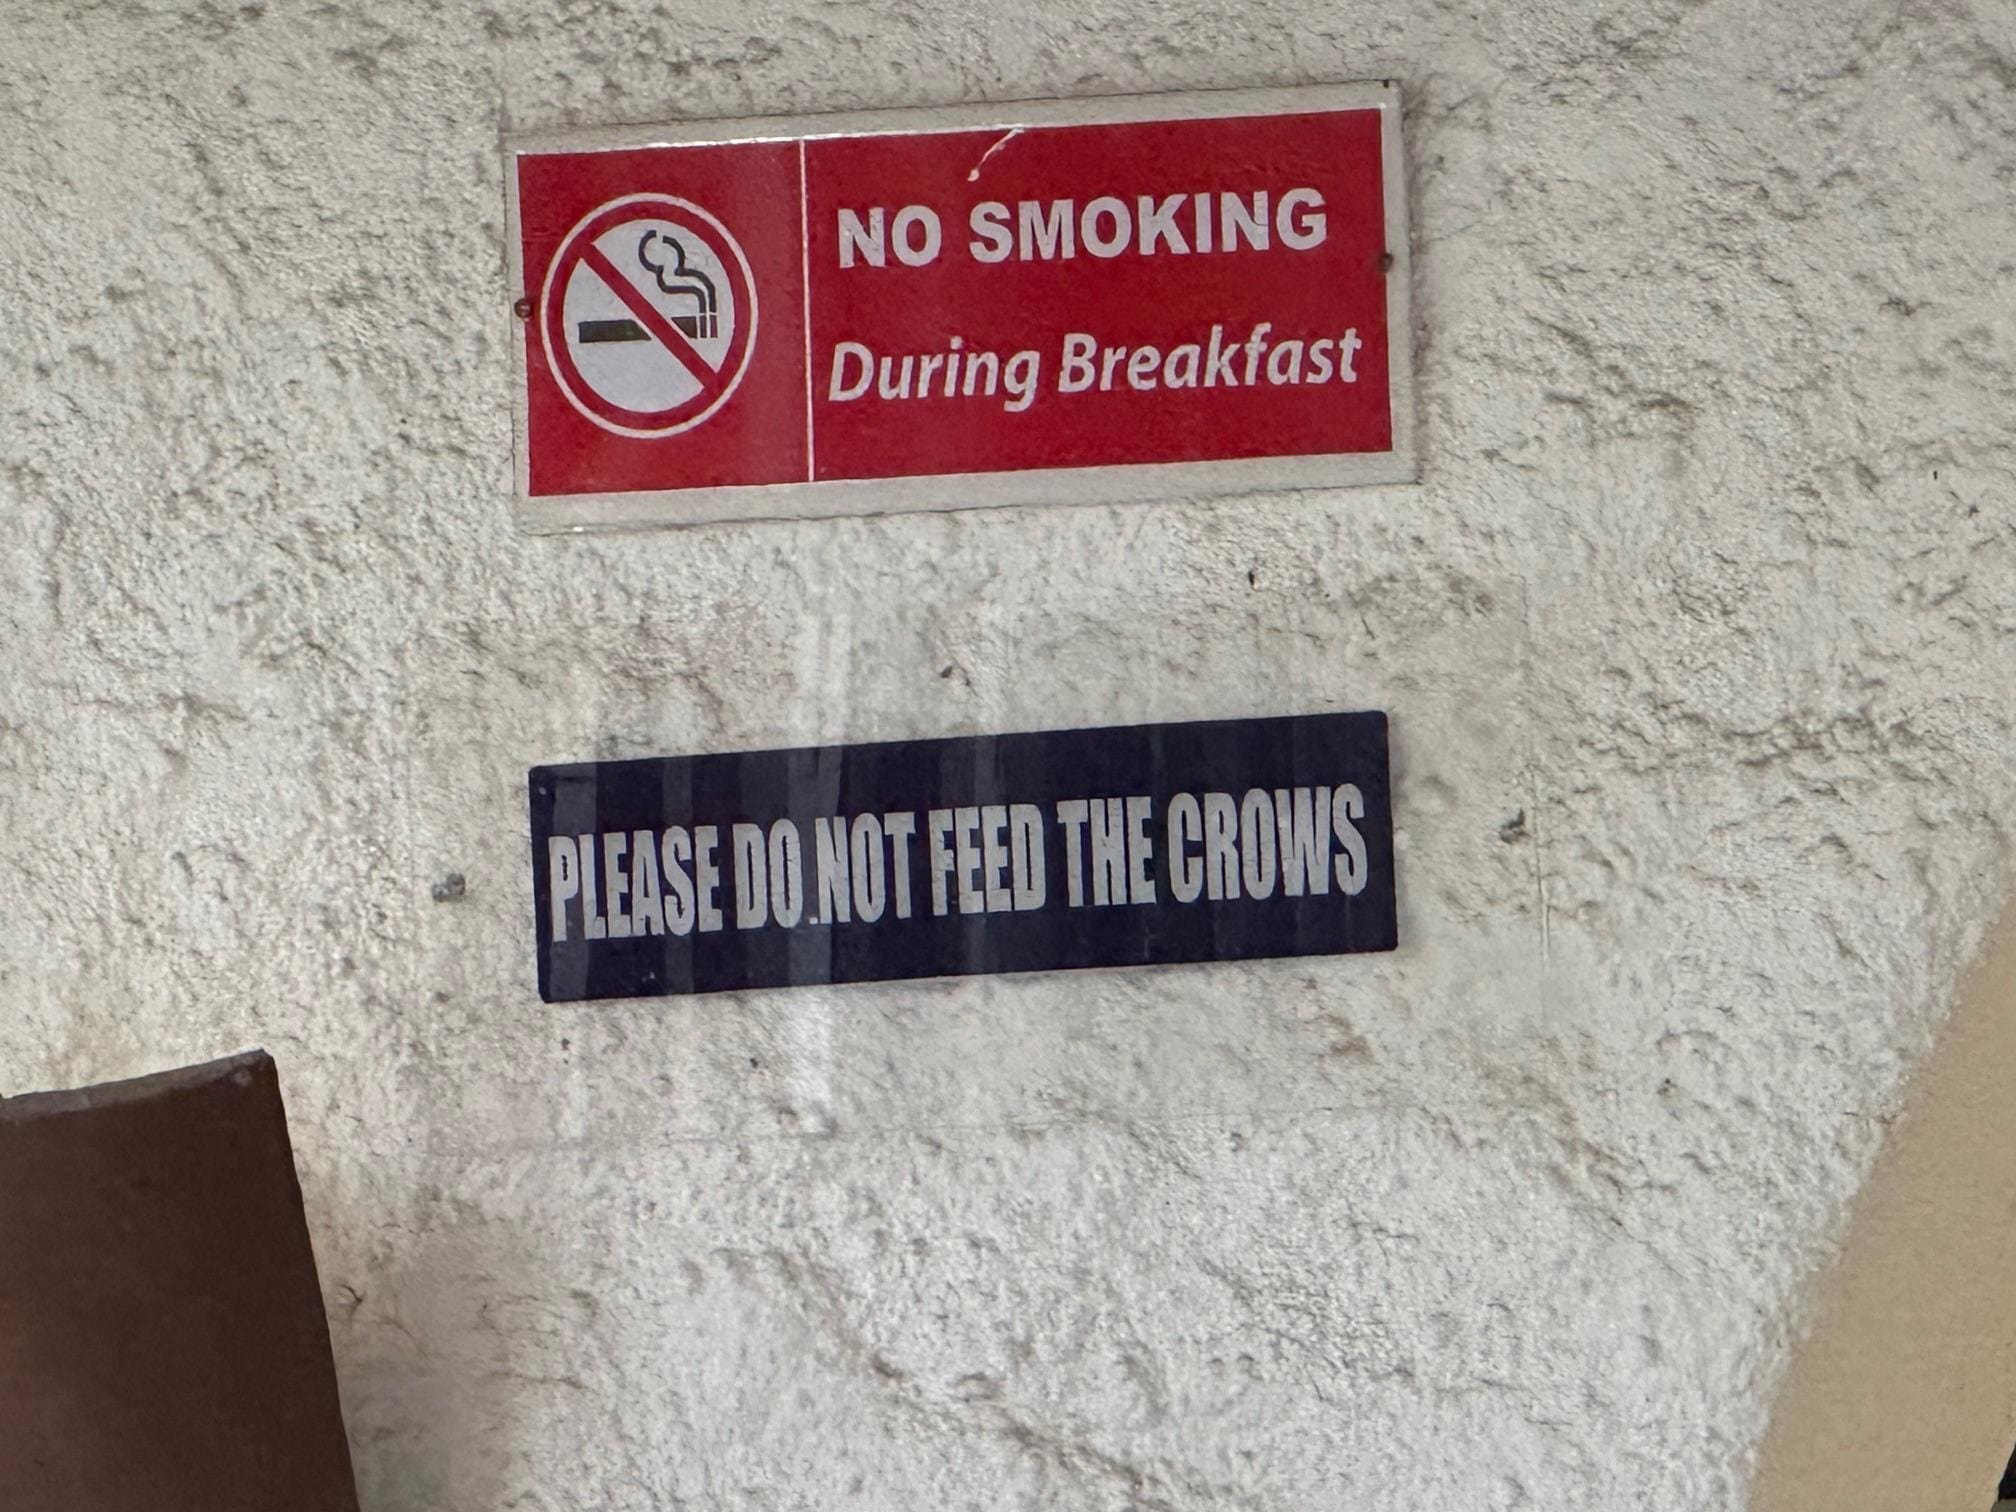 NO SMOKING
During Breakfast
PLEASE DO NOT FEED THE CROWS